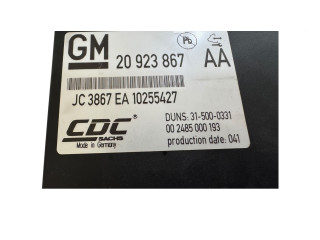 GM 20 923 867 AA
Pb
JC 3867 EA 10255427
CDC®
SACHS
Made in Germany
DUNS: 31-500-0331
00 2485 000 193
production date: 041